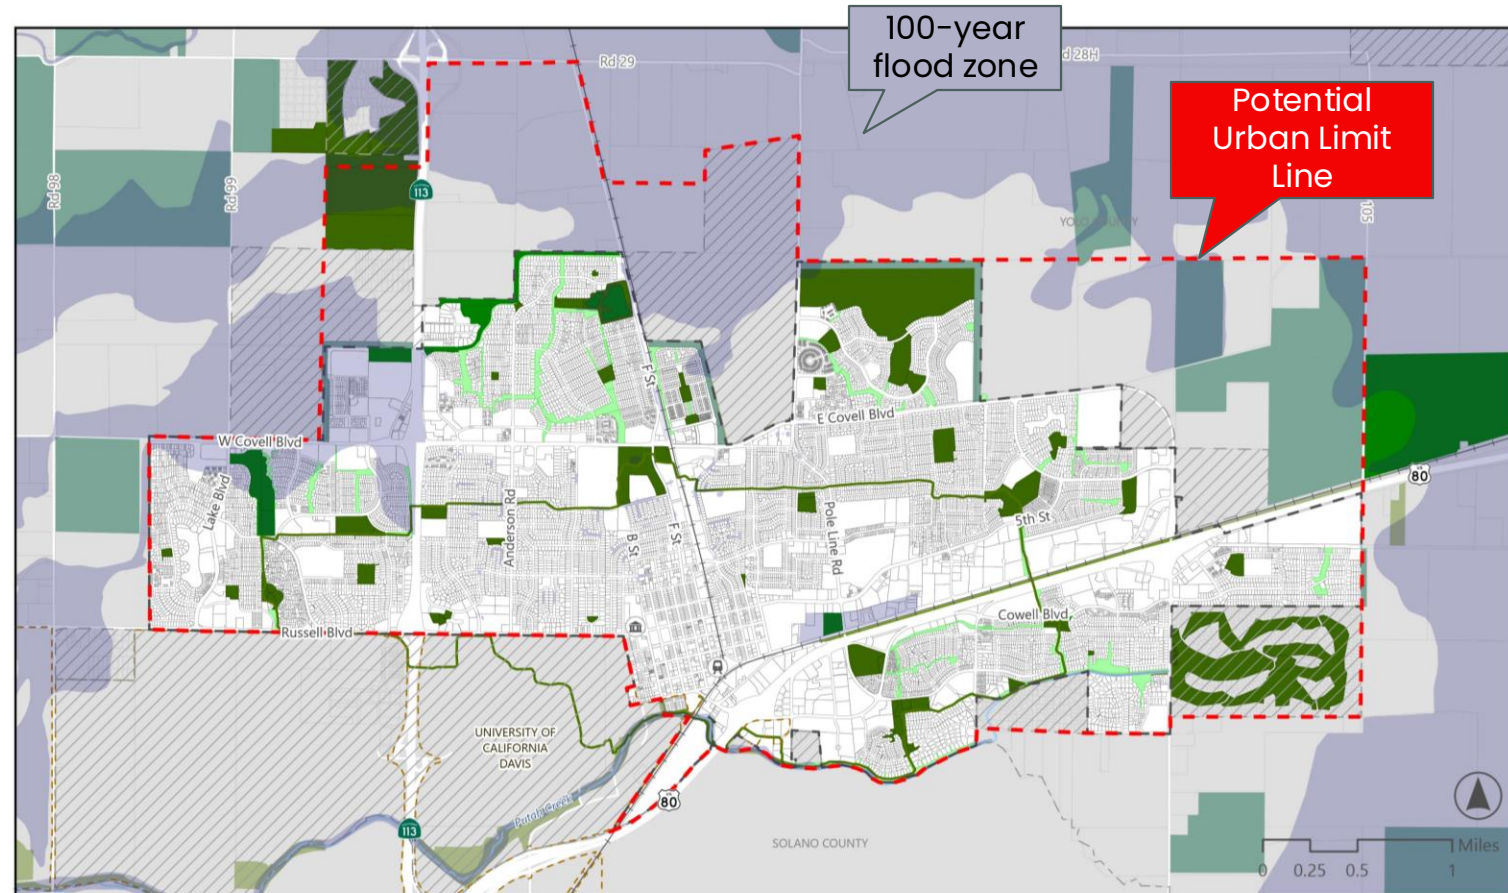 100-year
flood zone
Rd 29
d 28H
Potential
Urban Limit
Line
Rd 98
Rd 99
113
105
YOLO COUNTY
F St
E Covell Blvd
W Covell Blvd
80
Lake Blvd
Anderson Rd
B St
F St
Pole Line Rd
5th St
Russell Blvd
Cowell Blvd
UNIVERSITY OF
CALIFORNIA
DAVIS
Putah Creek
80
113
SOLANO COUNTY
Miles
0 0.25 0.5 1